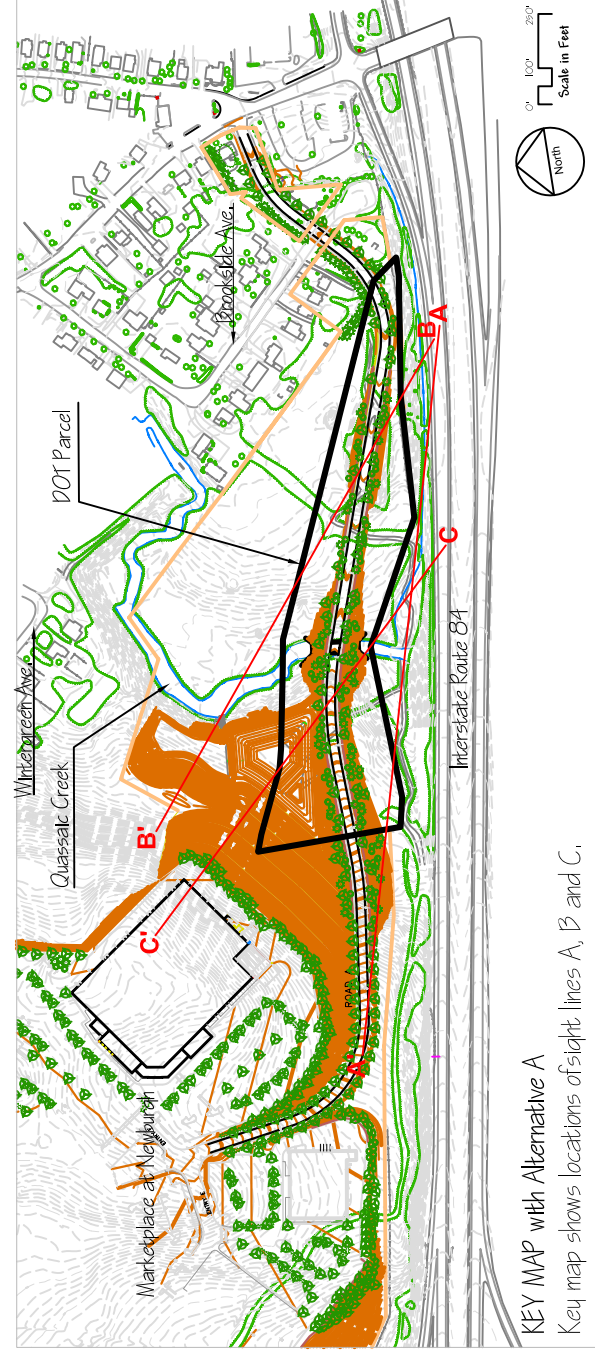 KEY MAP with Alternative A
Key map shows locations of sight lines A, B and C.
Marketplace at Newburgh
Quassaic Creek
Wintergreen Ave.
DOT Parcel
Brookside Ave.
Interstate Route 84
ROAD A
A
B'
C'
C
B
A
0' 100' 250'
Scale in Feet
North